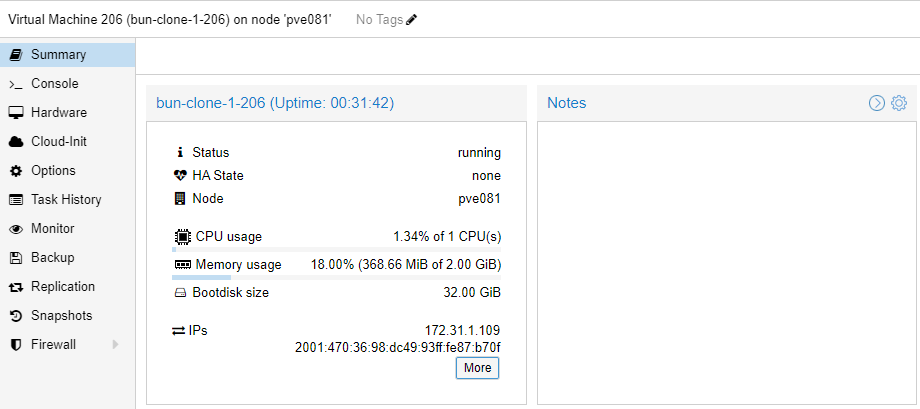 Virtual Machine 206 (bun-clone-1-206) on node 'pve081' No Tags
Summary
Console
Hardware
Cloud-Init
Options
Task History
Monitor
Backup
Replication
Snapshots
Firewall
bun-clone-1-206 (Uptime: 00:31:42)
Status running
HA State none
Node pve081
CPU usage 1.34% of 1 CPU(s)
Memory usage 18.00% (368.66 MiB of 2.00 GiB)
Bootdisk size 32.00 GiB
IPs 172.31.1.109
2001:470:36:98:dc49:93ff:fe87:b70f
More
Notes